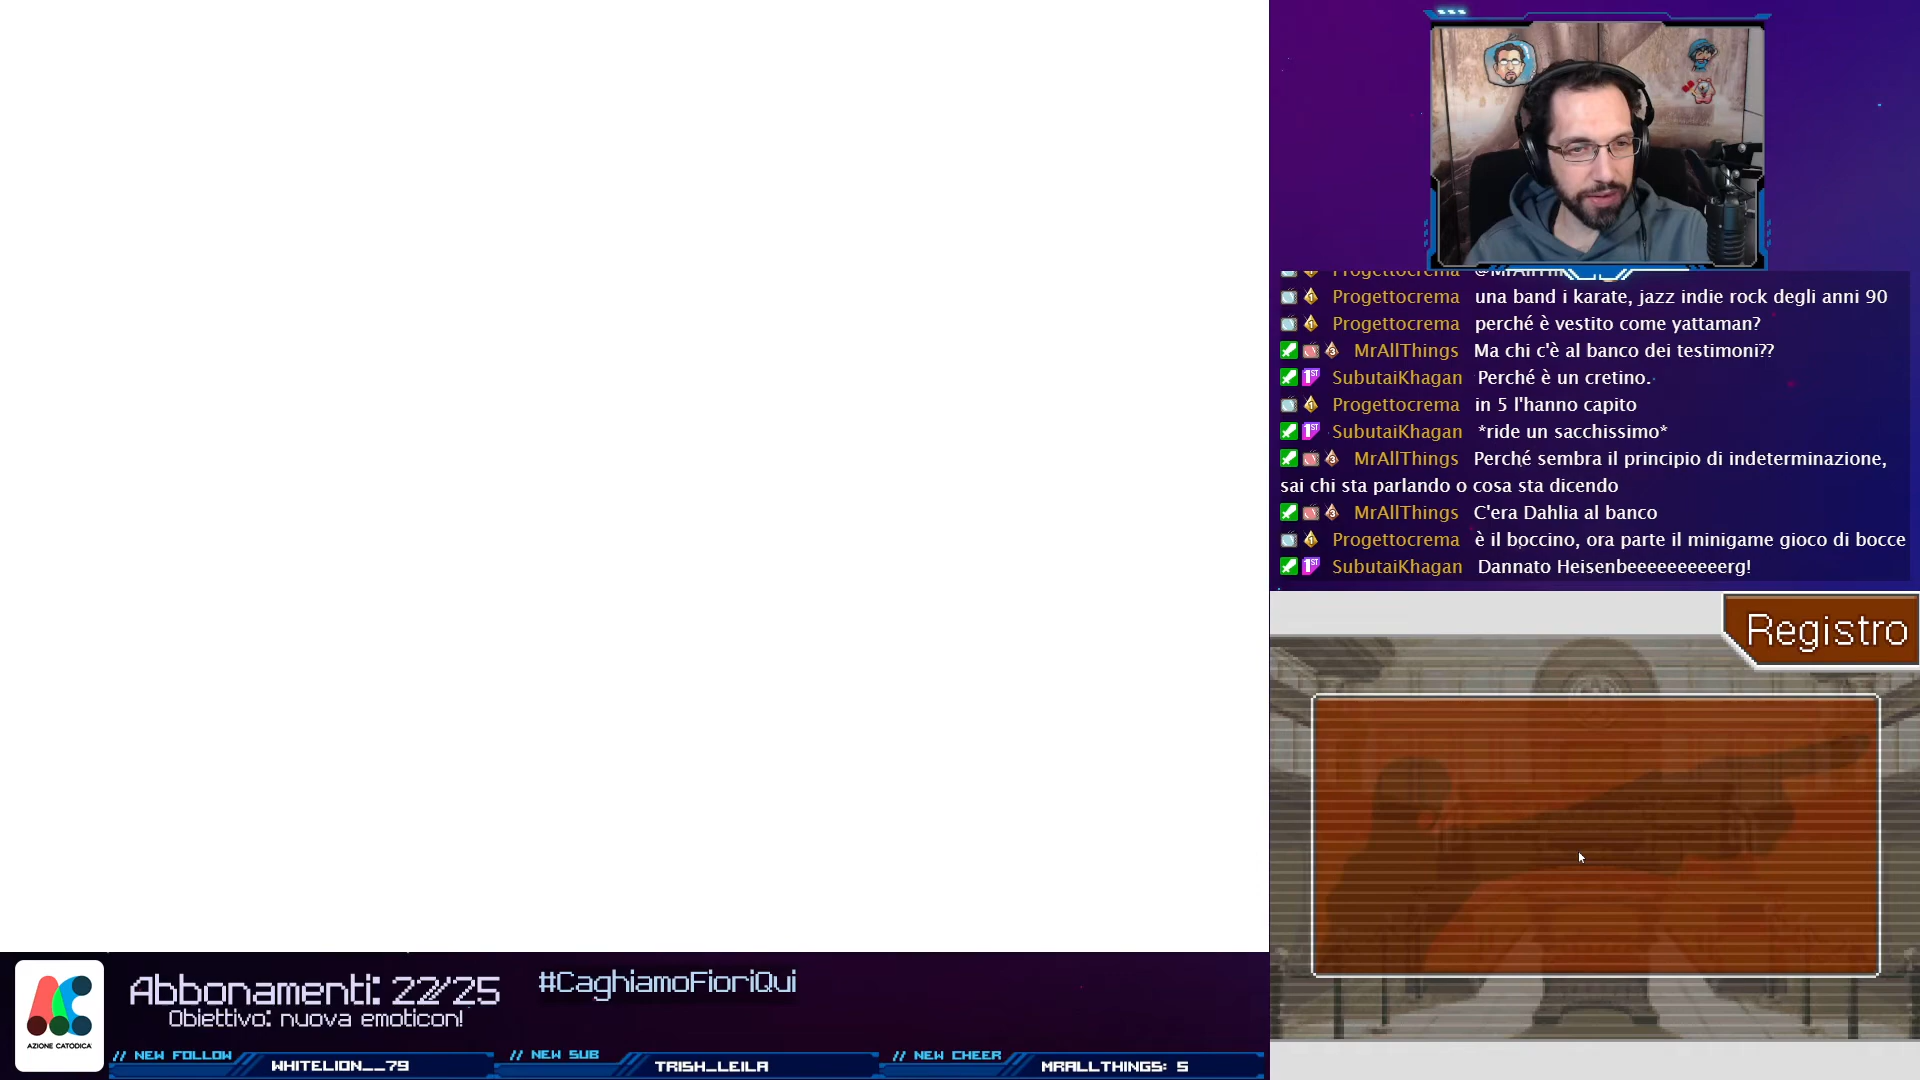 Progettocrema
Progettocrema una band i karate, jazz indie rock degli anni 90
Progettocrema perché è vestito come yattaman?
MrAllThings Ma chi c'è al banco dei testimoni??
SubutaiKhagan Perché è un cretino.
Progettocrema in 5 l'hanno capito
SubutaiKhagan *ride un sacchissimo*
MrAllThings Perché sembra il principio di indeterminazione,
sai chi sta parlando o cosa sta dicendo
MrAllThings C'era Dahlia al banco
Progettocrema è il boccino, ora parte il minigame gioco di bocce
SubutaiKhagan Dannato Heisenbeeeeeeeeeerg!
Registro
AZIONE CATODICA
Abbonamenti: 22/25
Obiettivo: nuova emoticon!
#CaghiamoFioriQui
// NEW FOLLOW
WHITELION__79
// NEW SUB
TRISH_LEILA
// NEW CHEER
MRALLTHINGS: 5